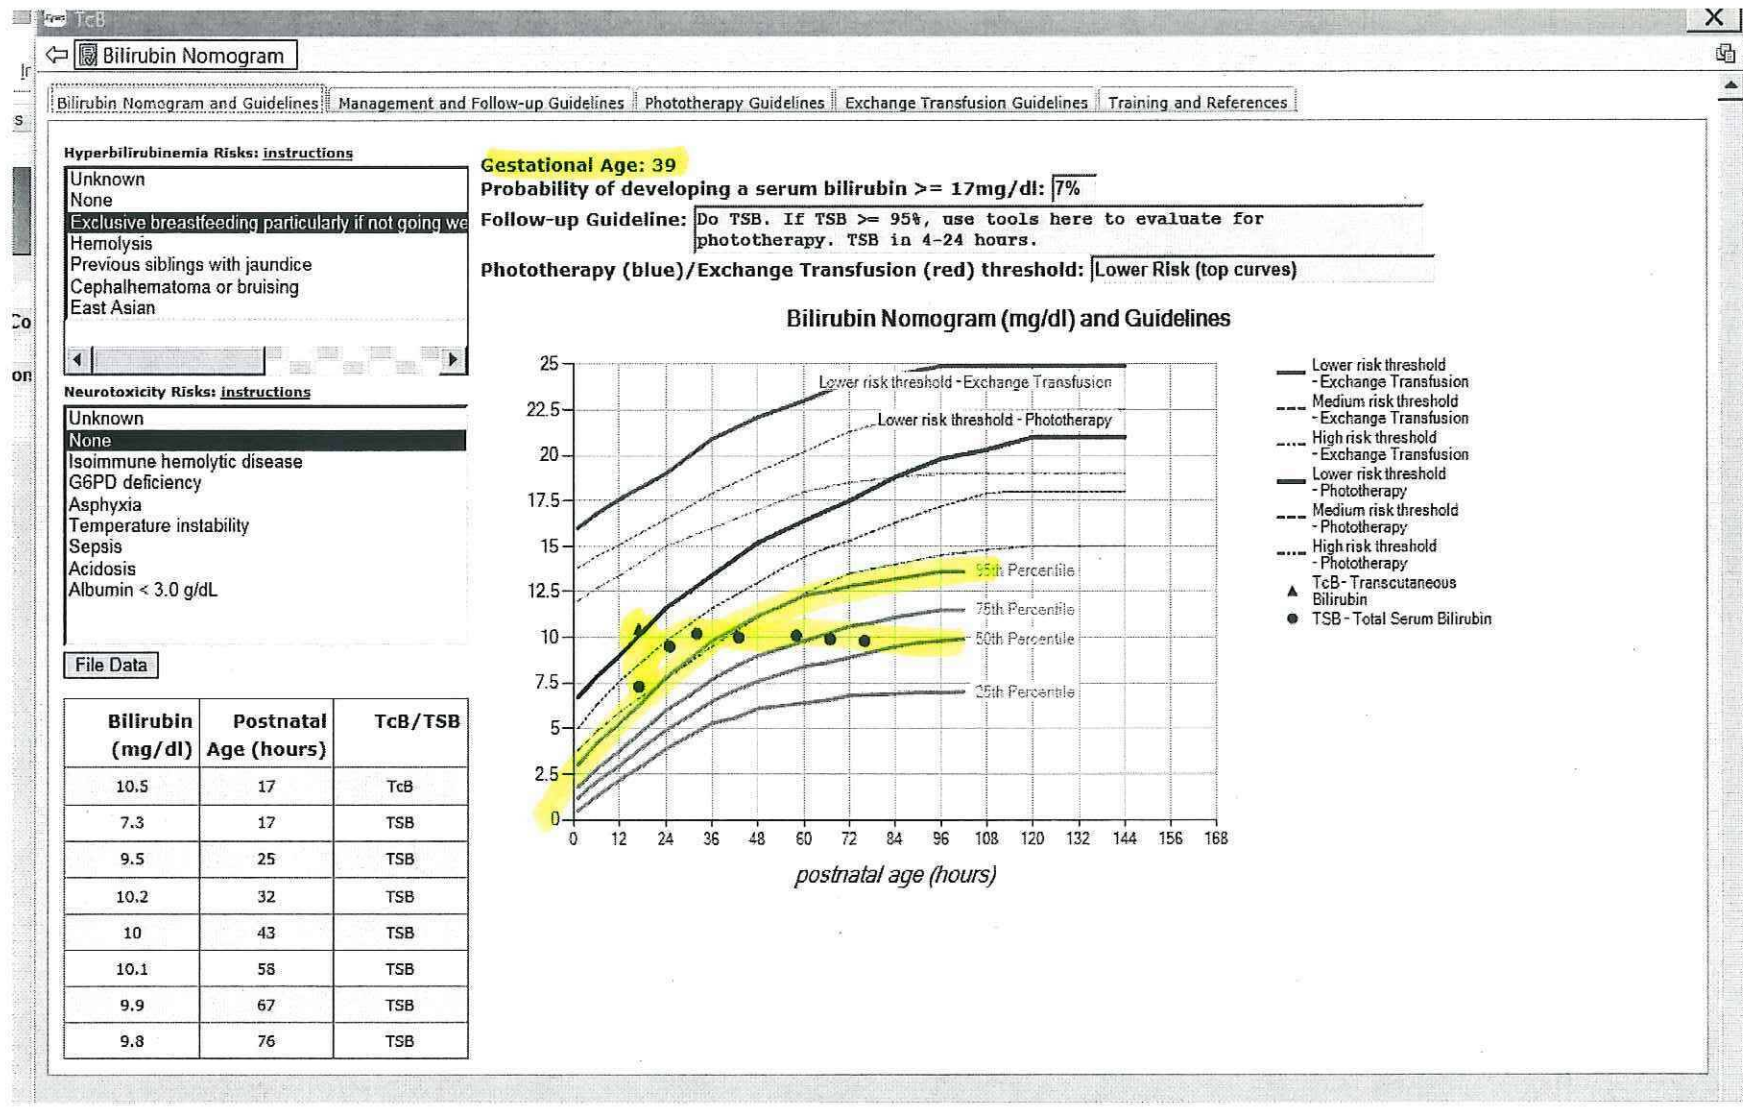 TcB
X
Bilirubin Nomogram
Bilirubin Nomogram and Guidelines
Management and Follow-up Guidelines
Phototherapy Guidelines
Exchange Transfusion Guidelines
Training and References
Hyperbilirubinemia Risks: instructions
Unknown
None
Exclusive breastfeeding particularly if not going we
Hemolysis
Previous siblings with jaundice
Cephalhematoma or bruising
East Asian
Neurotoxicity Risks: instructions
Unknown
None
Isoimmune hemolytic disease
G6PD deficiency
Asphyxia
Temperature instability
Sepsis
Acidosis
Albumin < 3.0 g/dL
File Data
Bilirubin (mg/dl) Postnatal Age (hours) TcB/TSB
10.5 17 TcB
7.3 17 TSB
9.5 25 TSB
10.2 32 TSB
10 43 TSB
10.1 58 TSB
9.9 67 TSB
9.8 76 TSB
Gestational Age: 39
Probability of developing a serum bilirubin >= 17mg/dl: 7%
Follow-up Guideline: Do TSB. If TSB >= 95%, use tools here to evaluate for
phototherapy. TSB in 4-24 hours.
Phototherapy (blue)/Exchange Transfusion (red) threshold: Lower Risk (top curves)
Bilirubin Nomogram (mg/dl) and Guidelines
25
22.5
20
17.5
15
12.5
10
7.5
5
2.5
0
Lower risk threshold - Exchange Transfusion
Lower risk threshold - Phototherapy
95th Percentile
75th Percentile
50th Percentile
25th Percentile
0 12 24 36 48 60 72 84 96 108 120 132 144 156 168
postnatal age (hours)
Lower risk threshold
- Exchange Transfusion
Medium risk threshold
- Exchange Transfusion
High risk threshold
- Exchange Transfusion
Lower risk threshold
- Phototherapy
Medium risk threshold
- Phototherapy
High risk threshold
- Phototherapy
TcB - Transcutaneous
Bilirubin
TSB - Total Serum Bilirubin